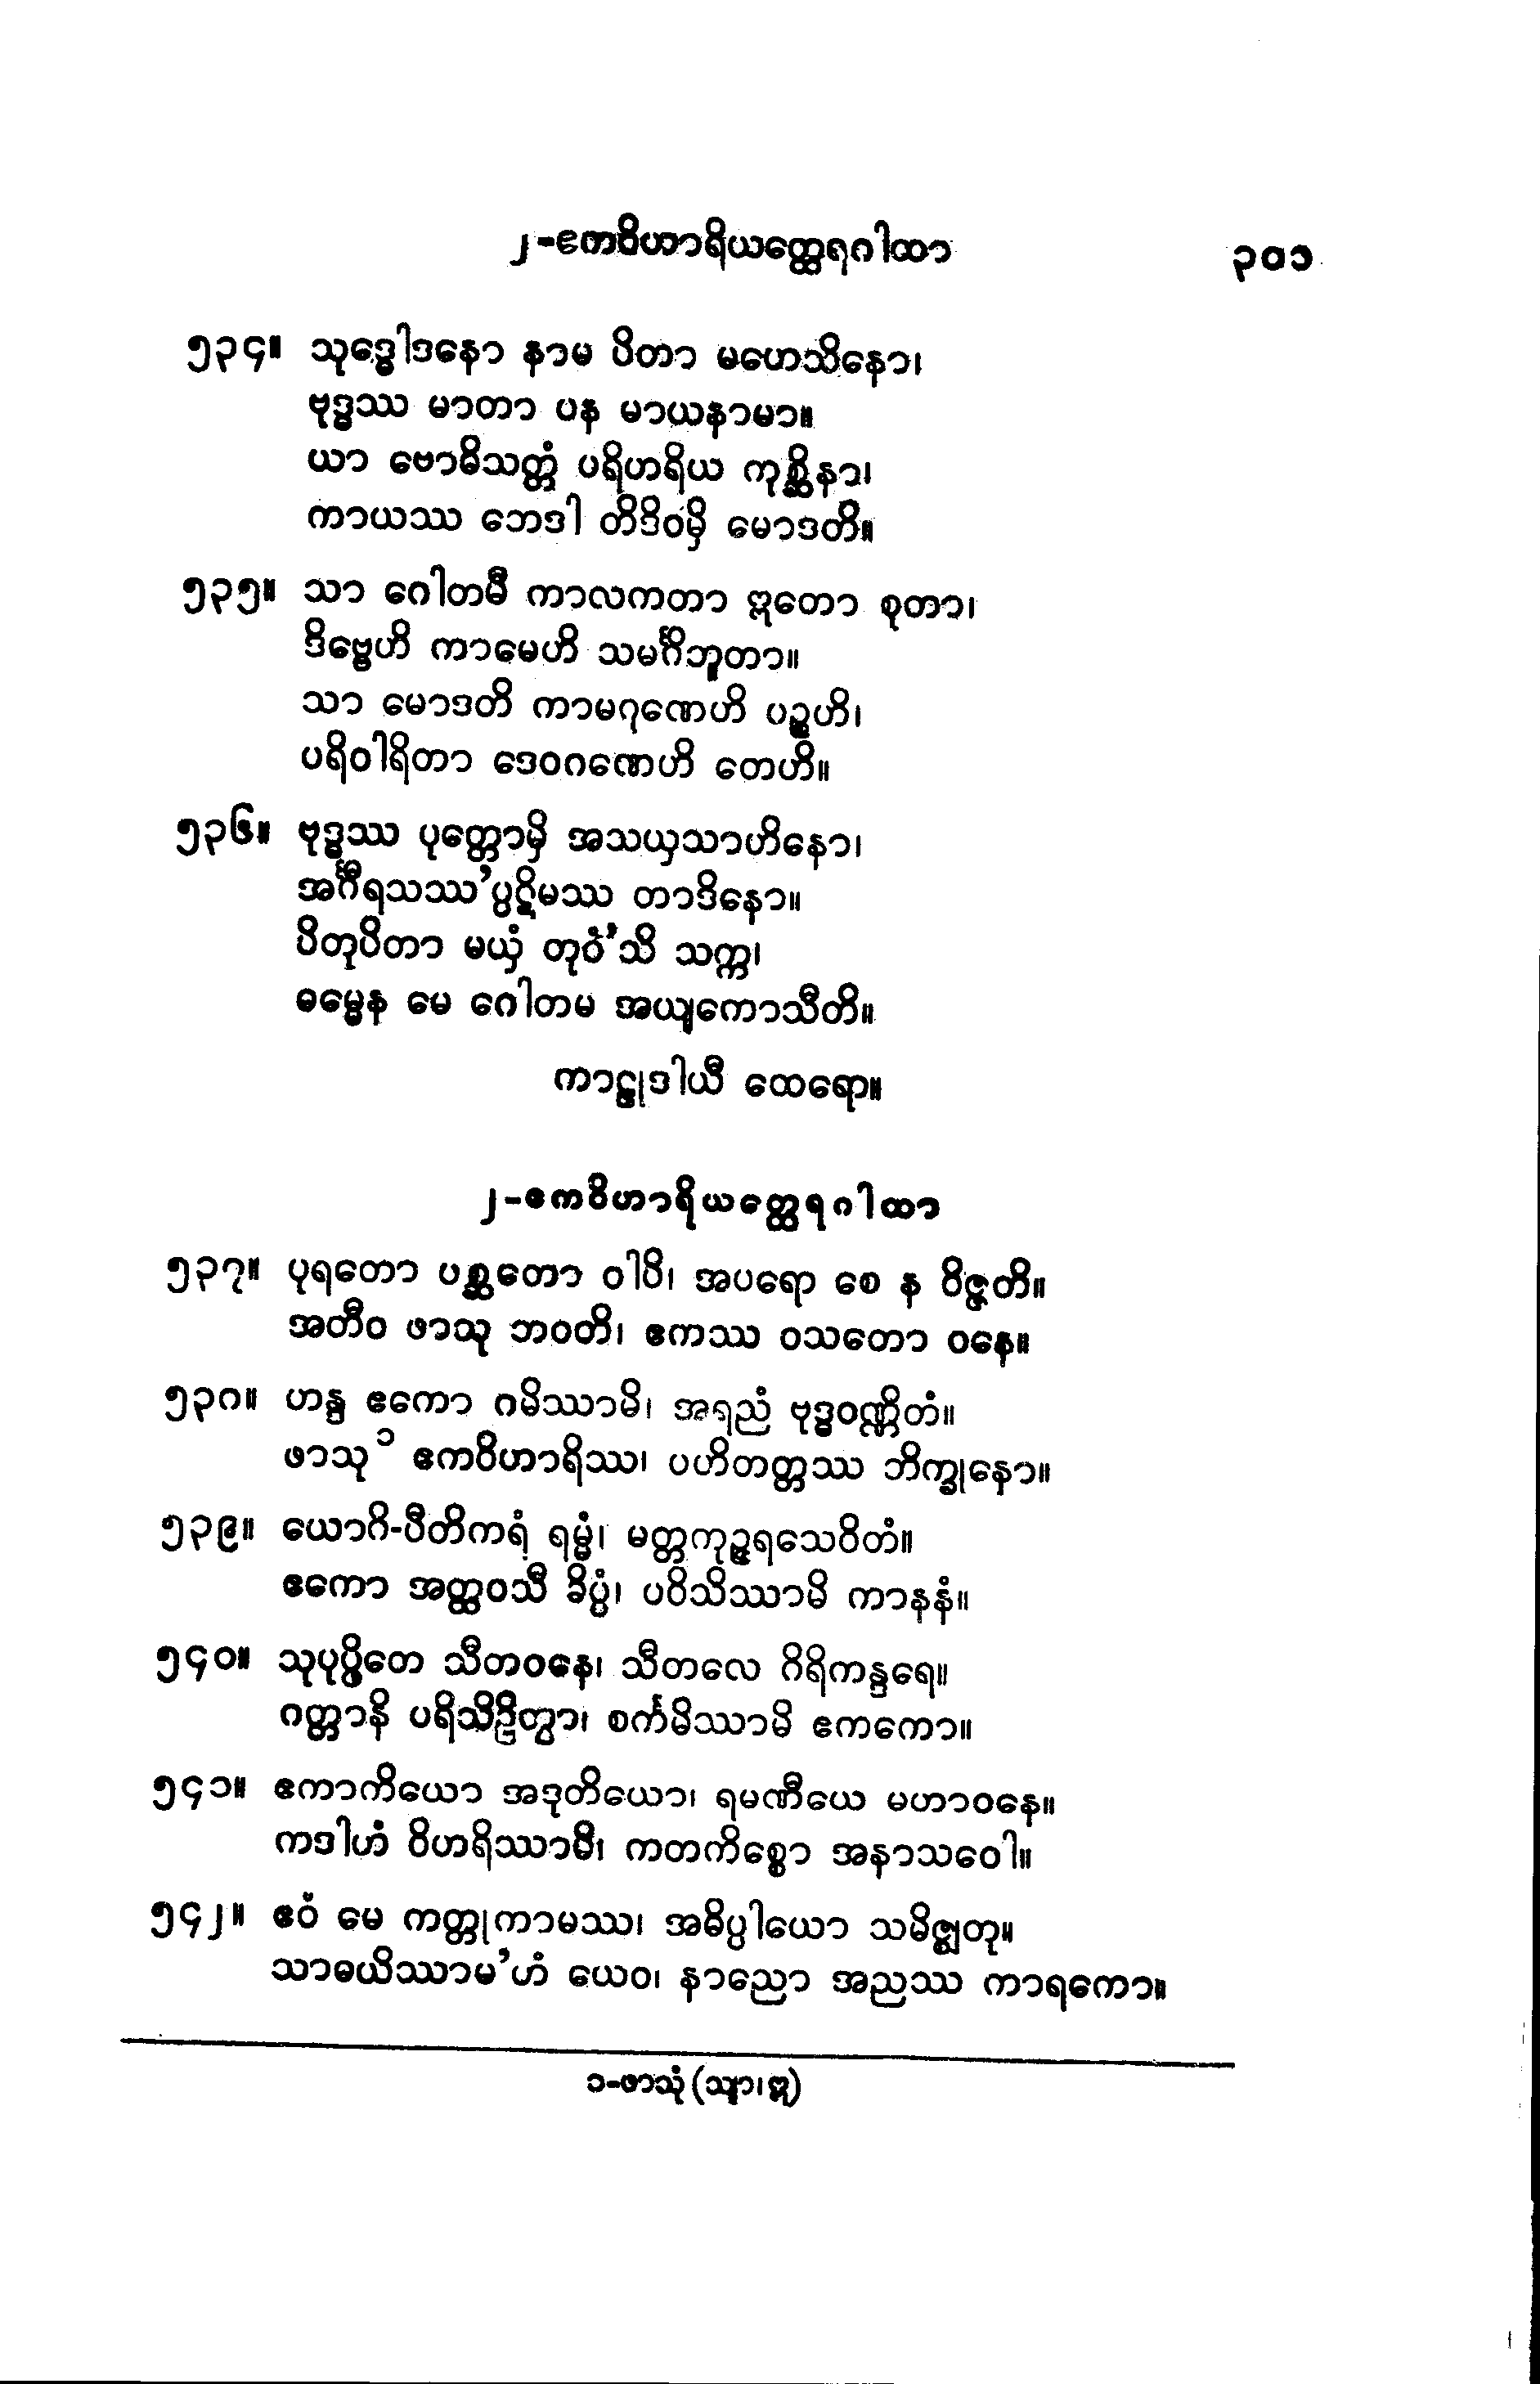 ၂-ဧကဝိဟာရိယတ္ထေရဂါထာ ၃၀၁
၅၃၄။ သုဒ္ဓေါဒနော နာမ ပိတာ မဟေသိနော၊
ဗုဒ္ဓဿ မာတာ ပန မာယနာမာ။
ယာ ဗောဓိသတ္တံ ပရိဟရိယ ကုစ္ဆိနာ၊
ကာယဿ ဘေဒါ တိဒိဝမှိ မောဒတိ။
၅၃၅။ သာ ဂေါတမီ ကာလကတာ ဣတော စုတာ၊
ဒိဗ္ဗေဟိ ကာမေဟိ သမင်္ဂိဘူတာ။
သာ မောဒတိ ကာမဂုဏေဟိ ပဉ္စဟိ၊
ပရိဝါရိတာ ဒေဝဂဏေဟိ တေဟိ။
၅၃၆။ ဗုဒ္ဓဿ ပုတ္တောမှိ အသယှသာဟိနော၊
အင်္ဂီရသဿ’ပ္ပဋိမဿ တာဒိနော။
ပိတုပိတာ မယှံ တုဝံ’သိ သက္က၊
ဓမ္မေန မေ ဂေါတမ အယျကောသီတိ။
ကာဠုဒါယီ ထေရော။
၂-ဧကဝိဟာရိယတ္ထေရဂါထာ
၅၃၇။ ပုရတော ပစ္ဆတော ဝါပိ၊ အပရော စေ န ဝိဇ္ဇတိ။
အတီဝ ဖာသု ဘဝတိ၊ ဧကဿ ဝသတော ဝနေ။
၅၃၈။ ဟန္ဒ ဧကော ဂမိဿာမိ၊ အရညံ ဗုဒ္ဓဝဏ္ဏိတံ။
ဖာသု ၁ ဧကဝိဟာရိဿ၊ ပဟိတတ္တဿ ဘိက္ခုနော။
၅၃၉။ ယောဂိ-ပီတိကရံ ရမ္မံ၊ မတ္တကုဉ္ဇရသေဝိတံ။
ဧကော အတ္ထဝသီ ခိပ္ပံ၊ ပဝိသိဿာမိ ကာနနံ။
၅၄၀။ သုပုပ္ဖိတေ သီတဝနေ၊ သီတလေ ဂိရိကန္ဒရေ။
ဂတ္တာနိ ပရိသိဉ္စိတွာ၊ စင်္ကမိဿာမိ ဧကကော။
၅၄၁။ ဧကာကိယော အဒုတိယော၊ ရမဏီယေ မဟာဝနေ။
ကဒါဟံ ဝိဟရိဿာမိ၊ ကတကိစ္စော အနာသဝေါ။
၅၄၂။ ဧဝံ မေ ကတ္တုကာမဿ၊ အဓိပ္ပါယော သမိဇ္ဈတု။
သာဓယိဿာမ’ဟံ ယေဝ၊ နာညော အညဿ ကာရကော။
၁-ဖာသုံ (သျာ၊ဣ)